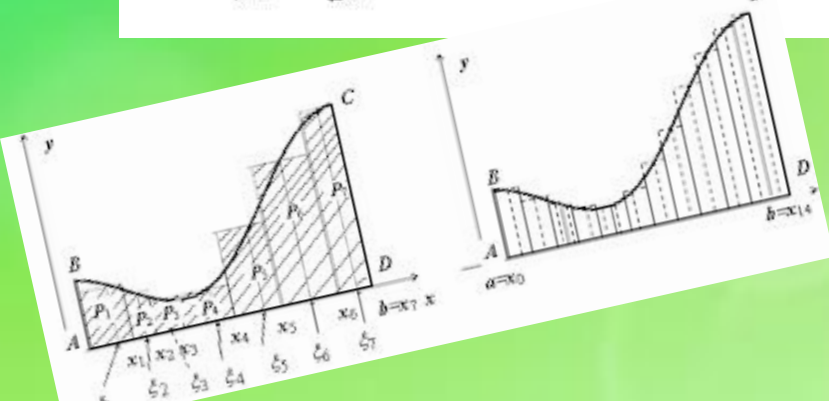 y
C
B
P₁
P₂
P₃
P₄
P₅
P₆
P₇
D
A
x₁ x₂ x₃ x₄ x₅ x₆ b=x₇ x
ξ₂ ξ₃ ξ₄ ξ₅ ξ₆ ξ₇
y
B
D
A
a=x₀
b=x₁₄